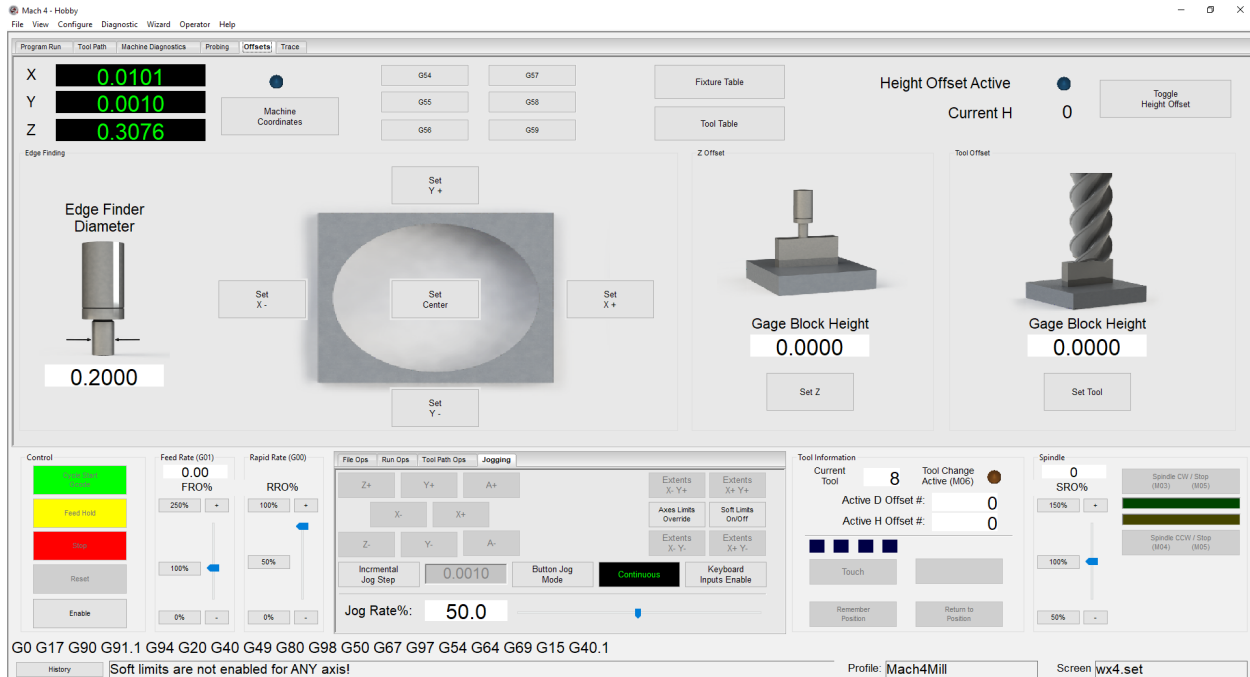 Mach 4 - Hobby
File View Configure Diagnostic Wizard Operator Help
Program Run Tool Path Machine Diagnostics Probing Offsets Trace
X 0.0101
Y 0.0010
Z 0.3076
Machine
Coordinates
G54 G57
G55 G58
G56 G59
Fixture Table
Tool Table
Height Offset Active
Current H 0
Toggle
Height Offset
Edge Finding
Edge Finder
Diameter
0.2000
Set
Y +
Set
X -
Set
Center
Set
X +
Set
Y -
Z Offset
Gage Block Height
0.0000
Set Z
Tool Offset
Gage Block Height
0.0000
Set Tool
Control
Cycle Start
Gcode
Feed Hold
Stop
Reset
Enable
Feed Rate (G01)
0.00
FRO%
250% +
100%
0% -
Rapid Rate (G00)
RRO%
100% +
50%
0% -
File Ops Run Ops Tool Path Ops Jogging
Z+ Y+ A+
X- X+
Z- Y- A-
Extents
X- Y+
Extents
X+ Y+
Axes Limits
Override
Soft Limits
On/Off
Extents
X- Y-
Extents
X+ Y-
Incrmental
Jog Step
0.0010
Button Jog
Mode
Continuous
Keyboard
Inputs Enable
Jog Rate%: 50.0
Tool Information
Current
Tool
8
Tool Change
Active (M06)
Active D Offset #: 0
Active H Offset #: 0
Touch
Remember
Position
Return to
Position
Spindle
0
SRO%
150% +
100%
50% -
Spindle CW / Stop
(M03) (M05)
Spindle CCW / Stop
(M04) (M05)
G0 G17 G90 G91.1 G94 G20 G40 G49 G80 G98 G50 G67 G97 G54 G64 G69 G15 G40.1
History Soft limits are not enabled for ANY axis! Profile: Mach4Mill Screen wx4.set